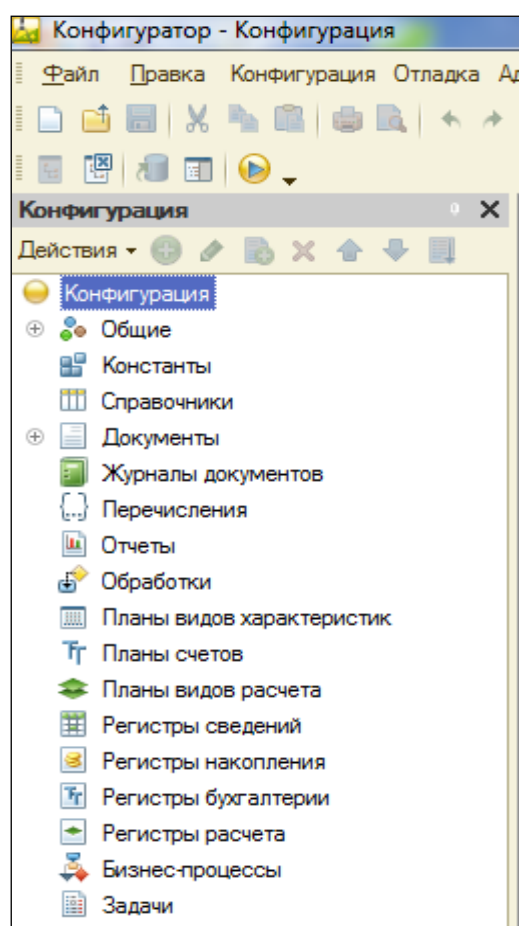 Конфигуратор - Конфигурация
Файл Правка Конфигурация Отладка
Конфигурация
Действия
Конфигурация
Общие
Константы
Справочники
Документы
Журналы документов
Перечисления
Отчеты
Обработки
Планы видов характеристик
Планы счетов
Планы видов расчета
Регистры сведений
Регистры накопления
Регистры бухгалтерии
Регистры расчета
Бизнес-процессы
Задачи